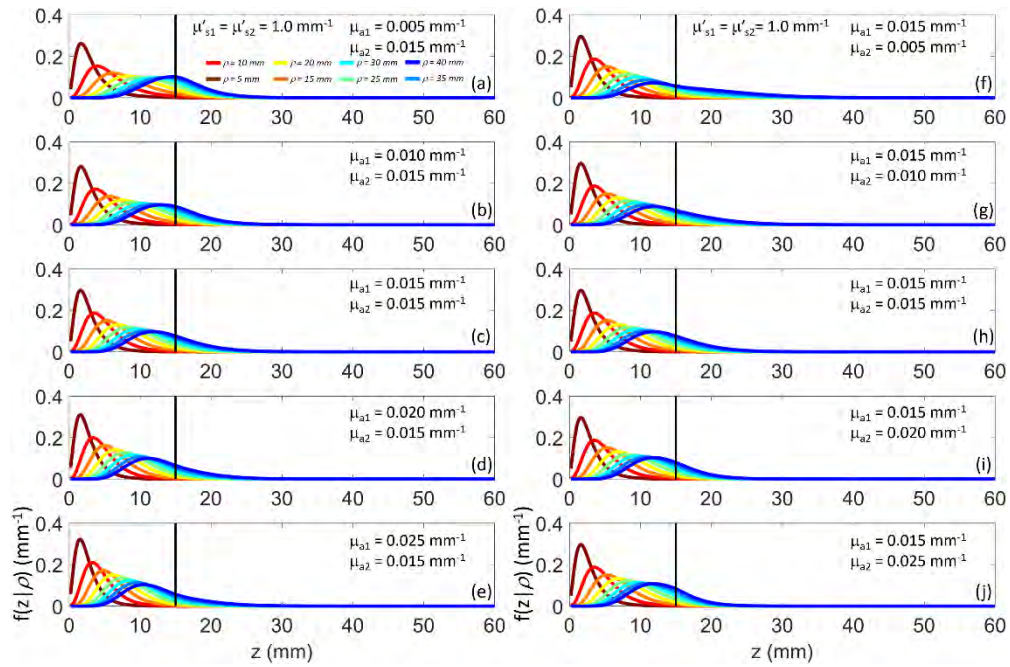 μ′s1 = μ′s2 = 1.0 mm⁻¹
μa1 = 0.005 mm⁻¹
μa2 = 0.015 mm⁻¹
ρ = 10 mm ρ = 20 mm ρ = 30 mm ρ = 40 mm
ρ = 5 mm ρ = 15 mm ρ = 25 mm ρ = 35 mm
(a)
0.4
0.2
0
0 10 20 30 40 50 60
z (mm)
μa1 = 0.010 mm⁻¹
μa2 = 0.015 mm⁻¹
(b)
0.4
0.2
0
0 10 20 30 40 50 60
z (mm)
μa1 = 0.015 mm⁻¹
μa2 = 0.015 mm⁻¹
(c)
0.4
0.2
0
0 10 20 30 40 50 60
z (mm)
μa1 = 0.020 mm⁻¹
μa2 = 0.015 mm⁻¹
(d)
0.4
0.2
0
0 10 20 30 40 50 60
z (mm)
μa1 = 0.025 mm⁻¹
μa2 = 0.015 mm⁻¹
(e)
0.4
0.2
0
0 10 20 30 40 50 60
f(z|ρ) (mm⁻¹)
z (mm)
μ′s1 = μ′s2= 1.0 mm⁻¹
μa1 = 0.015 mm⁻¹
μa2 = 0.005 mm⁻¹
(f)
0.4
0.2
0
0 10 20 30 40 50 60
z (mm)
μa1 = 0.015 mm⁻¹
μa2 = 0.010 mm⁻¹
(g)
0.4
0.2
0
0 10 20 30 40 50 60
z (mm)
μa1 = 0.015 mm⁻¹
μa2 = 0.015 mm⁻¹
(h)
0.4
0.2
0
0 10 20 30 40 50 60
z (mm)
μa1 = 0.015 mm⁻¹
μa2 = 0.020 mm⁻¹
(i)
0.4
0.2
0
0 10 20 30 40 50 60
z (mm)
μa1 = 0.015 mm⁻¹
μa2 = 0.025 mm⁻¹
(j)
0.4
0.2
0
0 10 20 30 40 50 60
f(z|ρ) (mm⁻¹)
z (mm)